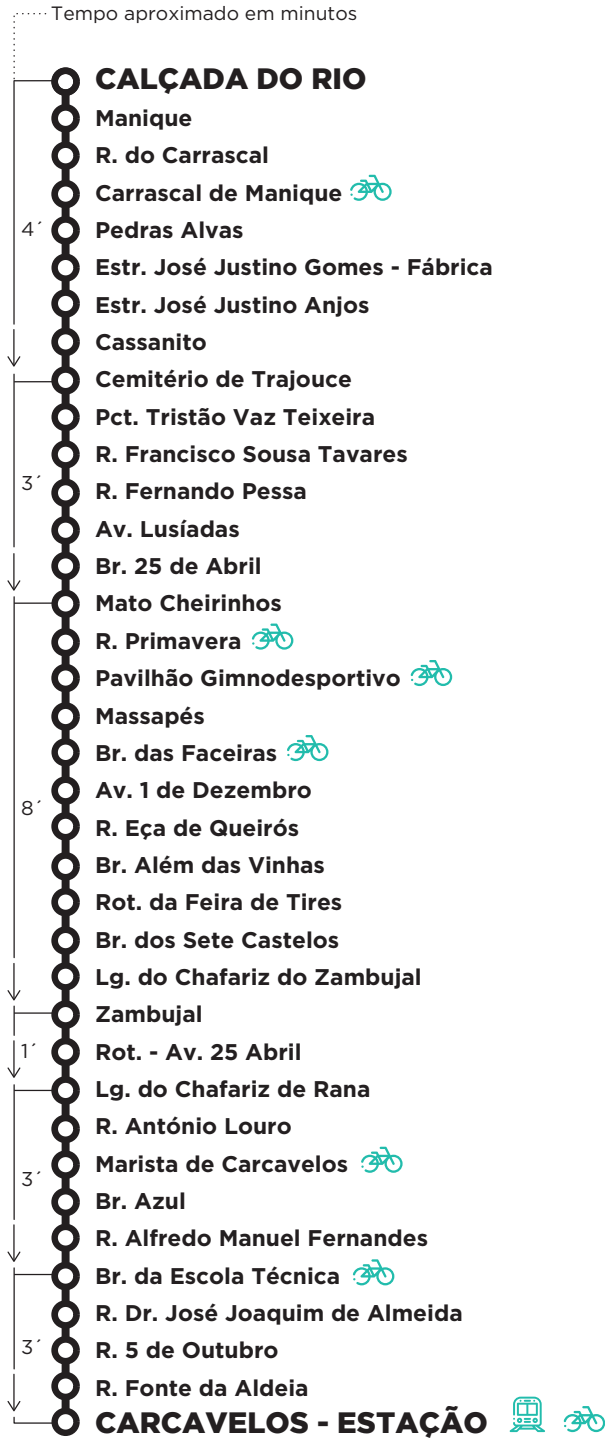 Tempo aproximado em minutos
CALÇADA DO RIO
Manique
R. do Carrascal
Carrascal de Manique
4´
Pedras Alvas
Estr. José Justino Gomes - Fábrica
Estr. José Justino Anjos
Cassanito
Cemitério de Trajouce
Pct. Tristão Vaz Teixeira
R. Francisco Sousa Tavares
3´
R. Fernando Pessa
Av. Lusíadas
Br. 25 de Abril
Mato Cheirinhos
R. Primavera
Pavilhão Gimnodesportivo
Massapés
Br. das Faceiras
Av. 1 de Dezembro
8´
R. Eça de Queirós
Br. Além das Vinhas
Rot. da Feira de Tires
Br. dos Sete Castelos
Lg. do Chafariz do Zambujal
Zambujal
1´
Rot. - Av. 25 Abril
Lg. do Chafariz de Rana
R. António Louro
Marista de Carcavelos
3´
Br. Azul
R. Alfredo Manuel Fernandes
Br. da Escola Técnica
R. Dr. José Joaquim de Almeida
3´
R. 5 de Outubro
R. Fonte da Aldeia
CARCAVELOS - ESTAÇÃO